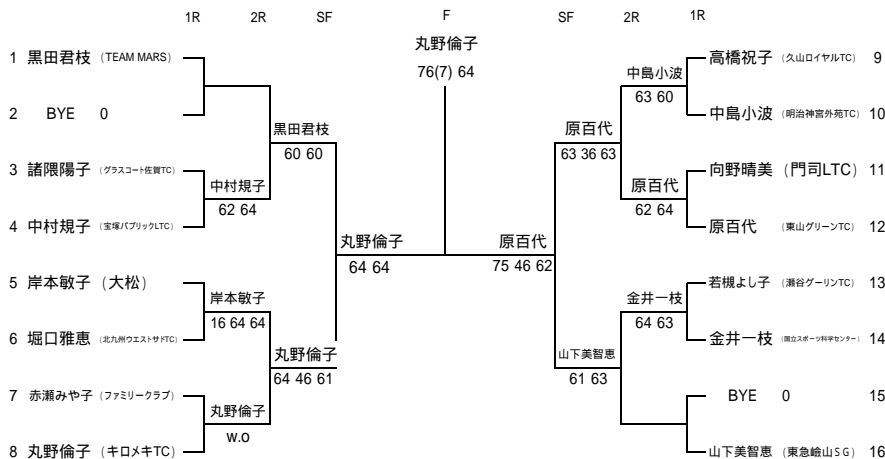 1R 2R SF F SF 2R 1R
丸野倫子
76(7) 64
1 黒田君枝 (TEAM MARS)
2 BYE 0
黒田君枝
60 60
3 諸隈陽子 (グラスコート佐賀TC)
中村規子
62 64
4 中村規子 (宝塚パブリックLTC)
丸野倫子
64 64
5 岸本敏子 (大松)
岸本敏子
16 64 64
6 堀口雅恵 (北九州ウエストサイドTC)
丸野倫子
64 46 61
7 赤瀬みや子 (ファミリークラブ)
丸野倫子
w.o
8 丸野倫子 (キロメキTC)
高橋祝子 (久山ロイヤルTC) 9
中島小波
63 60
中島小波 (明治神宮外苑TC) 10
原百代
63 36 63
向野晴美 (門司LTC) 11
原百代
62 64
原百代 (東山グリーンTC) 12
原百代
75 46 62
若槻よし子 (瀬谷グーリンTC) 13
金井一枝
64 63
金井一枝 (国立スポーツ科学センター) 14
山下美智恵
61 63
BYE 0 15
山下美智恵 (東急嶮山SG) 16